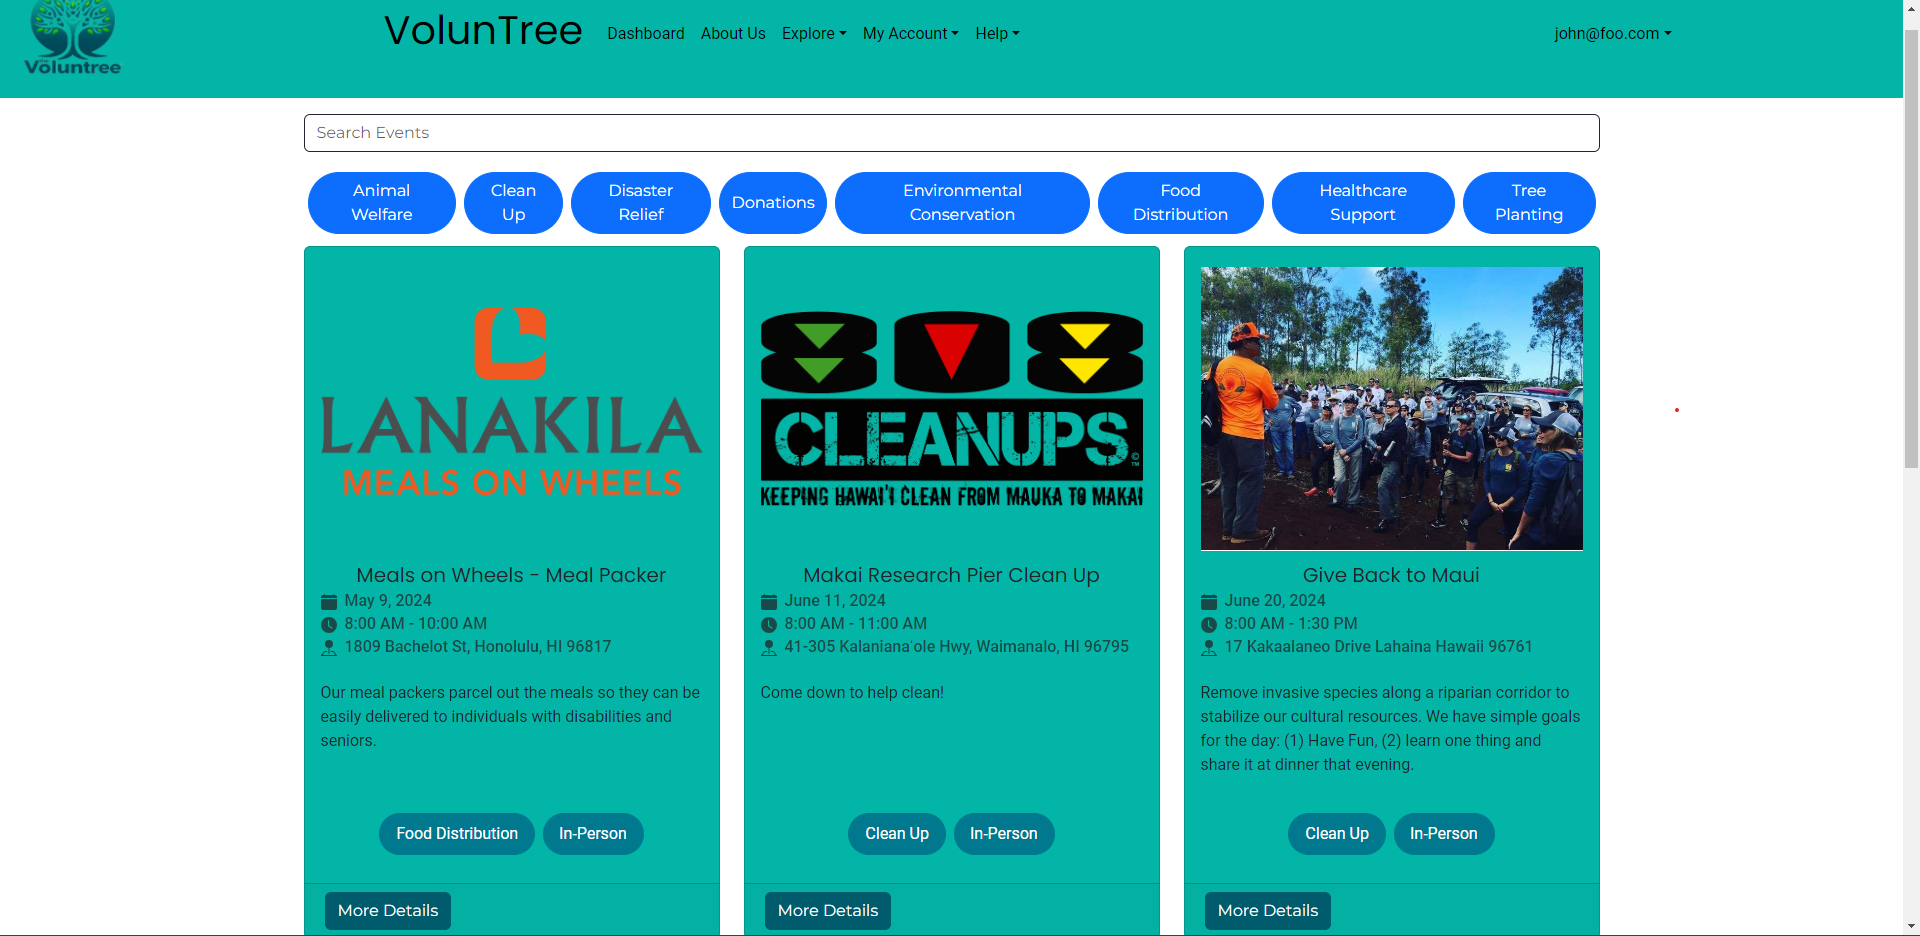 Voluntree
VolunTree
Dashboard
About Us
Explore
My Account
Help
john@foo.com
Search Events
Animal
Welfare
Clean
Up
Disaster
Relief
Donations
Environmental
Conservation
Food
Distribution
Healthcare
Support
Tree
Planting
LANAKILA
MEALS ON WHEELS
Meals on Wheels - Meal Packer
May 9, 2024
8:00 AM - 10:00 AM
1809 Bachelot St, Honolulu, HI 96817
Our meal packers parcel out the meals so they can be
easily delivered to individuals with disabilities and
seniors.
Food Distribution
In-Person
More Details
808
CLEANUPS ©™
KEEPING HAWAI'I CLEAN FROM MAUKA TO MAKAI
Makai Research Pier Clean Up
June 11, 2024
8:00 AM - 11:00 AM
41-305 Kalanianaʻole Hwy, Waimanalo, HI 96795
Come down to help clean!
Clean Up
In-Person
More Details
Give Back to Maui
June 20, 2024
8:00 AM - 1:30 PM
17 Kakaalaneo Drive Lahaina Hawaii 96761
Remove invasive species along a riparian corridor to
stabilize our cultural resources. We have simple goals
for the day: (1) Have Fun, (2) learn one thing and
share it at dinner that evening.
Clean Up
In-Person
More Details